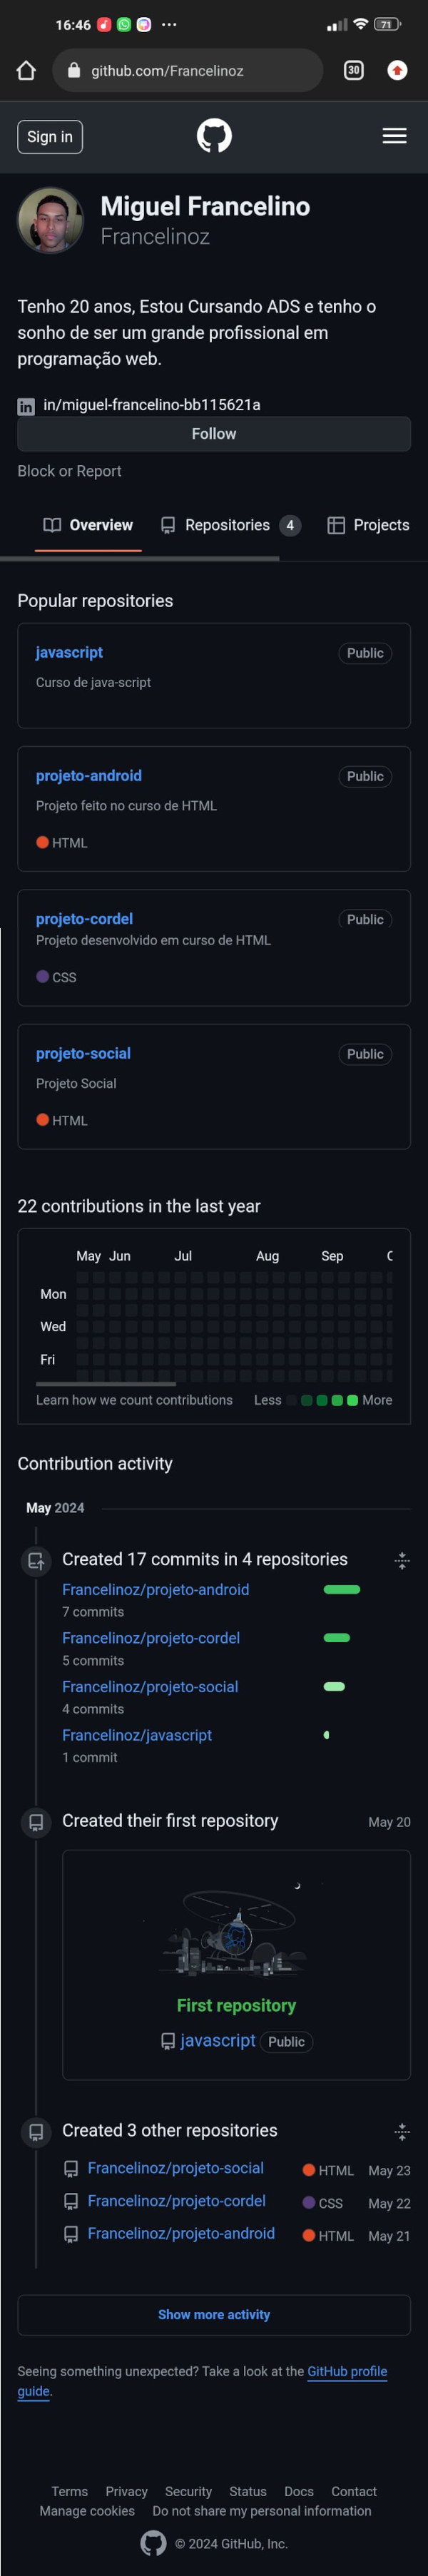 16:46
71
github.com/Francelinoz
30
Sign in
Miguel Francelino
Francelinoz
Tenho 20 anos, Estou Cursando ADS e tenho o
sonho de ser um grande profissional em
programação web.
in/miguel-francelino-bb115621a
Follow
Block or Report
Overview Repositories 4 Projects
Popular repositories
javascript Public
Curso de java-script
projeto-android Public
Projeto feito no curso de HTML
HTML
projeto-cordel Public
Projeto desenvolvido em curso de HTML
CSS
projeto-social Public
Projeto Social
HTML
22 contributions in the last year
May Jun Jul Aug Sep
Mon
Wed
Fri
Learn how we count contributions Less More
Contribution activity
May 2024
Created 17 commits in 4 repositories
Francelinoz/projeto-android
7 commits
Francelinoz/projeto-cordel
5 commits
Francelinoz/projeto-social
4 commits
Francelinoz/javascript
1 commit
Created their first repository May 20
First repository
javascript Public
Created 3 other repositories
Francelinoz/projeto-social HTML May 23
Francelinoz/projeto-cordel CSS May 22
Francelinoz/projeto-android HTML May 21
Show more activity
Seeing something unexpected? Take a look at the GitHub profile
guide.
Terms Privacy Security Status Docs Contact
Manage cookies Do not share my personal information
© 2024 GitHub, Inc.